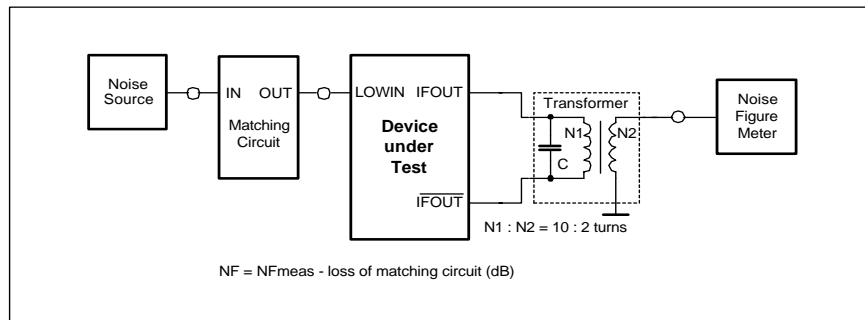 Noise
Source
IN OUT
Matching
Circuit
LOWIN IFOUT
Device
under
Test
IFOUT
Transformer
N1 N2
C
N1 : N2 = 10 : 2 turns
Noise
Figure
Meter
NF = NFmeas - loss of matching circuit (dB)